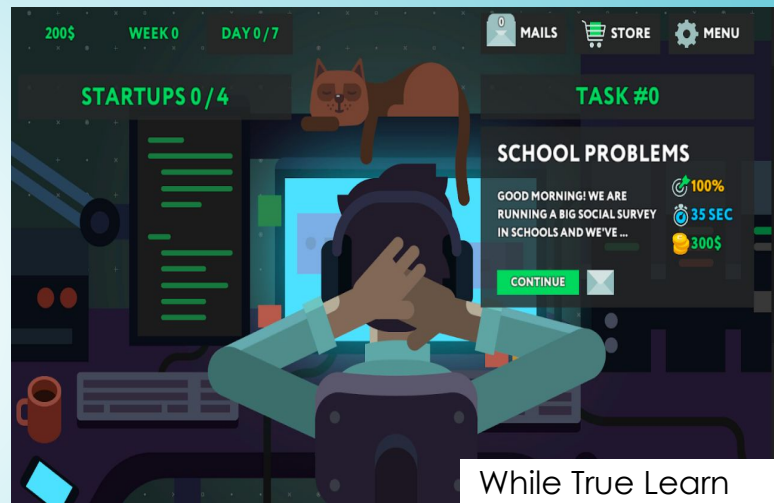 200$ WEEK 0 DAY 0/7 0 MAILS STORE MENU
STARTUPS 0/4
TASK #0
SCHOOL PROBLEMS
GOOD MORNING! WE ARE
RUNNING A BIG SOCIAL SURVEY
IN SCHOOLS AND WE'VE ...
100%
35 SEC
300$
CONTINUE
While True Learn